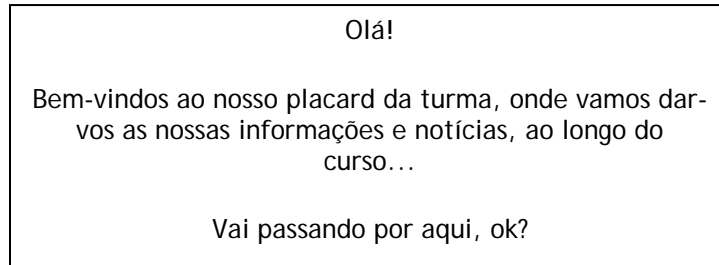 Olá!
Bem-vindos ao nosso placard da turma, onde vamos dar-
vos as nossas informações e notícias, ao longo do
curso...
Vai passando por aqui, ok?